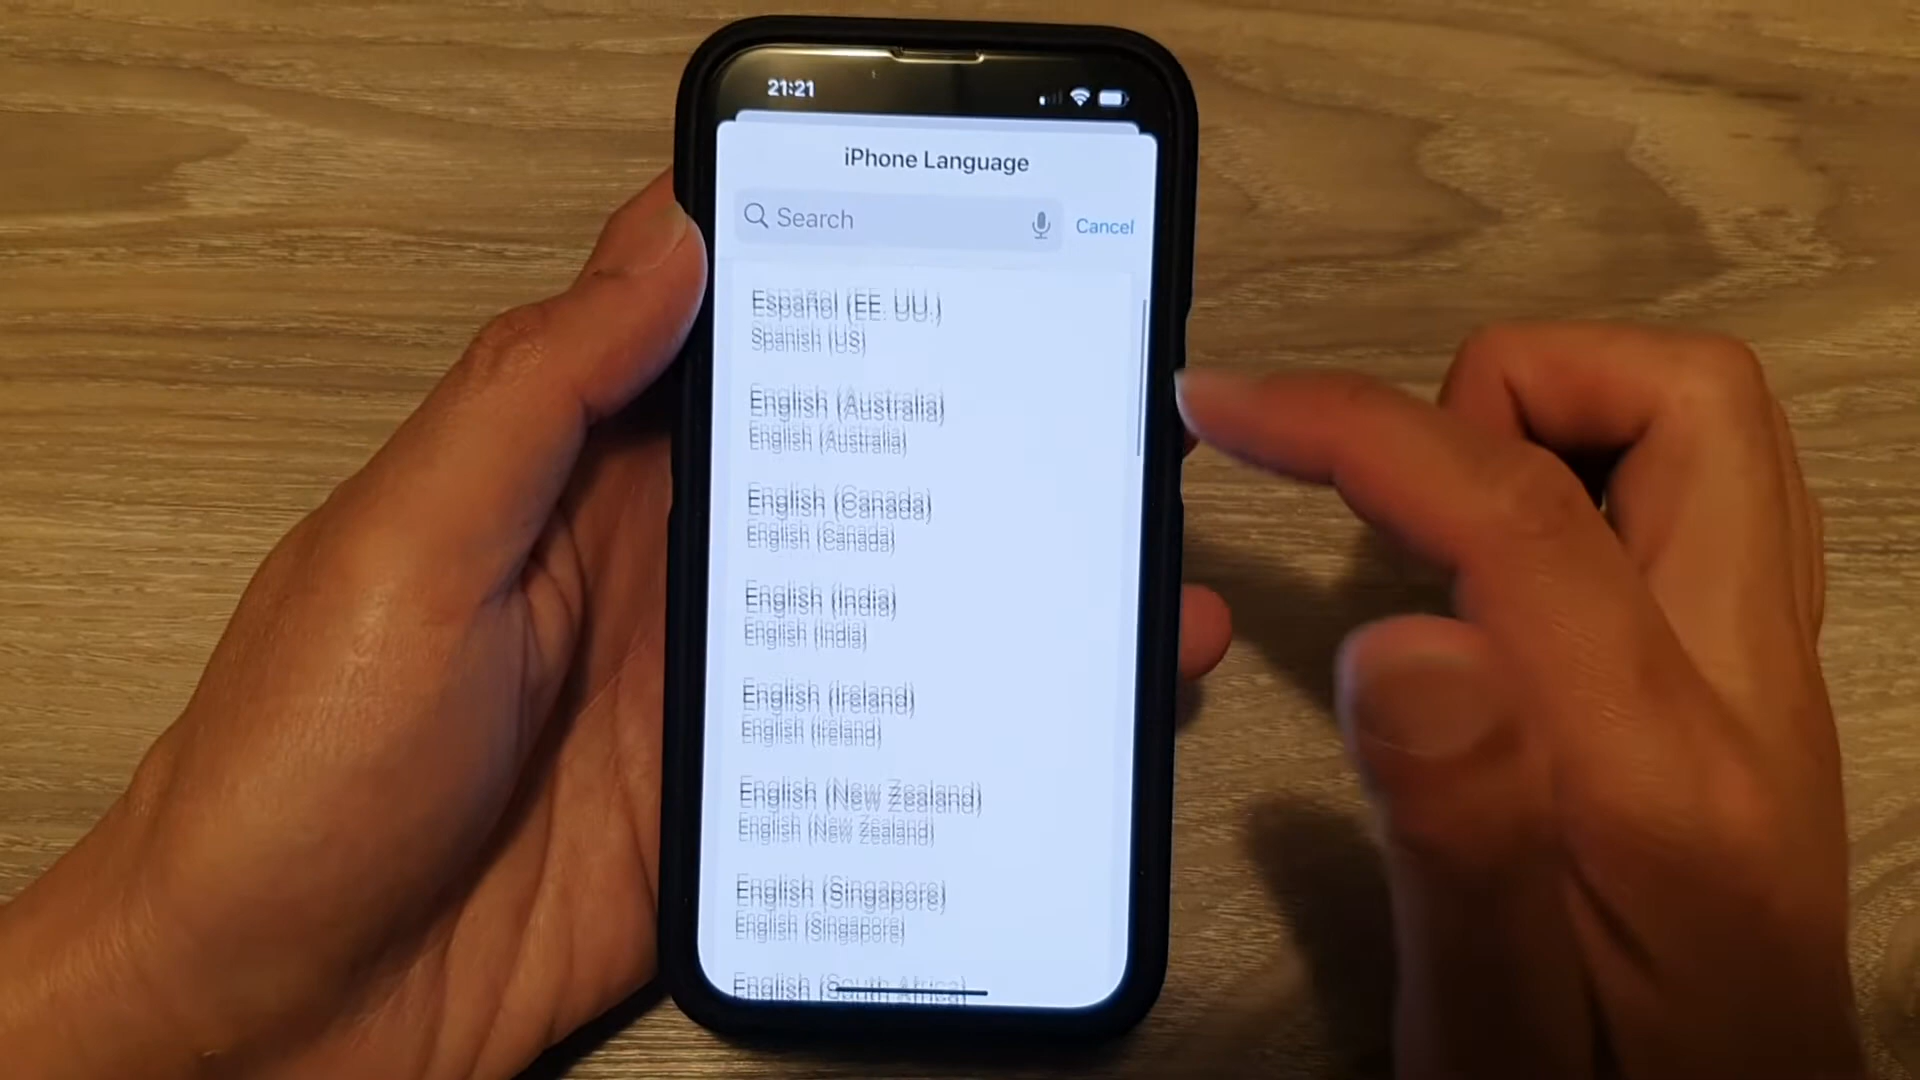 21:21
iPhone Language
Search
Cancel
Español (EE. UU.)
Spanish (US)
English (Australia)
English (Australia)
English (Canada)
English (Canada)
English (India)
English (India)
English (Ireland)
English (Ireland)
English (New Zealand)
English (New Zealand)
English (Singapore)
English (Singapore)
English (South Africa)